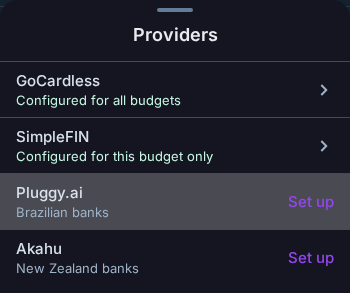 Providers
GoCardless
Configured for all budgets
SimpleFIN
Configured for this budget only
Pluggy.ai
Brazilian banks
Set up
Akahu
New Zealand banks
Set up